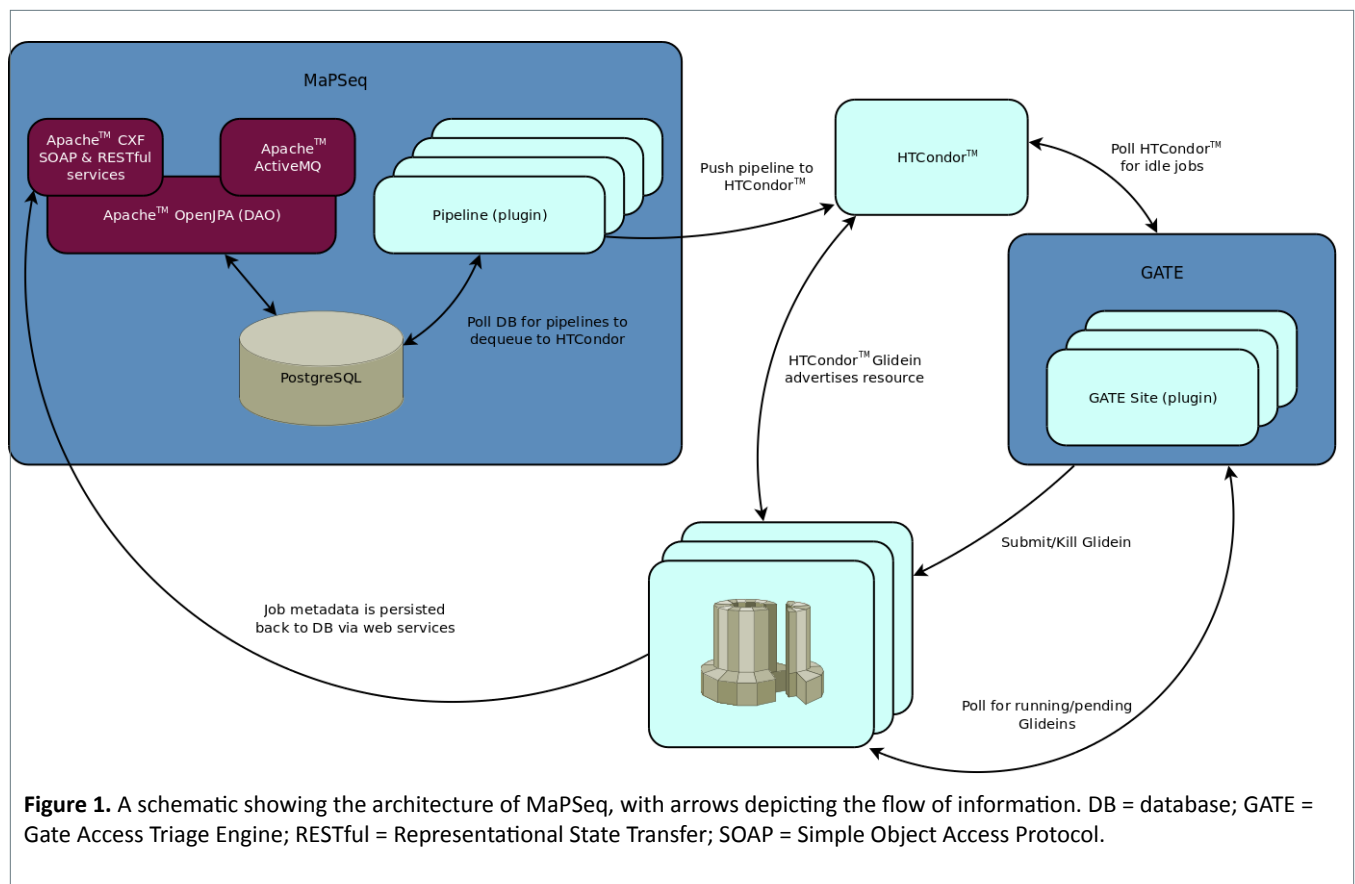 MaPSeq
Apache™ CXF
SOAP & RESTful
services
Apache™
ActiveMQ
Apache™ OpenJPA (DAO)
Pipeline (plugin)
Poll DB for pipelines to
dequeue to HTCondor
PostgreSQL
Push pipeline to
HTCondor™
HTCondor™
Poll HTCondor™
for idle jobs
GATE
GATE Site (plugin)
HTCondor™ Glidein
advertises resource
Submit/Kill Glidein
Job metadata is persisted
back to DB via web services
Poll for running/pending
Glideins
Figure 1. A schematic showing the architecture of MaPSeq, with arrows depicting the flow of information. DB = database; GATE =
Gate Access Triage Engine; RESTful = Representational State Transfer; SOAP = Simple Object Access Protocol.